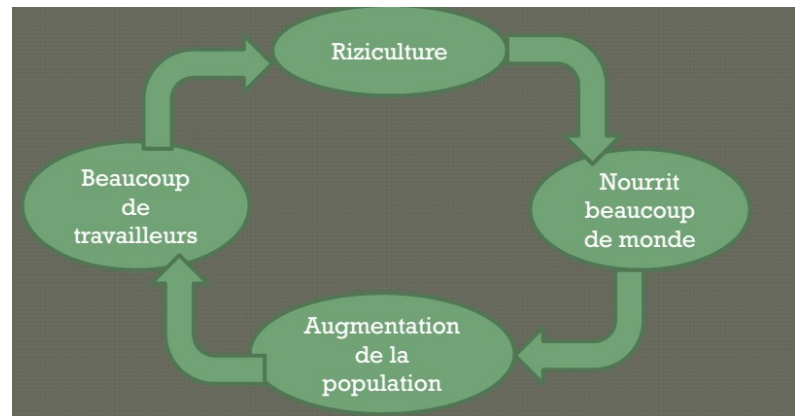 Riziculture
Nourrit
beaucoup
de monde
Augmentation
de la
population
Beaucoup
de
travailleurs